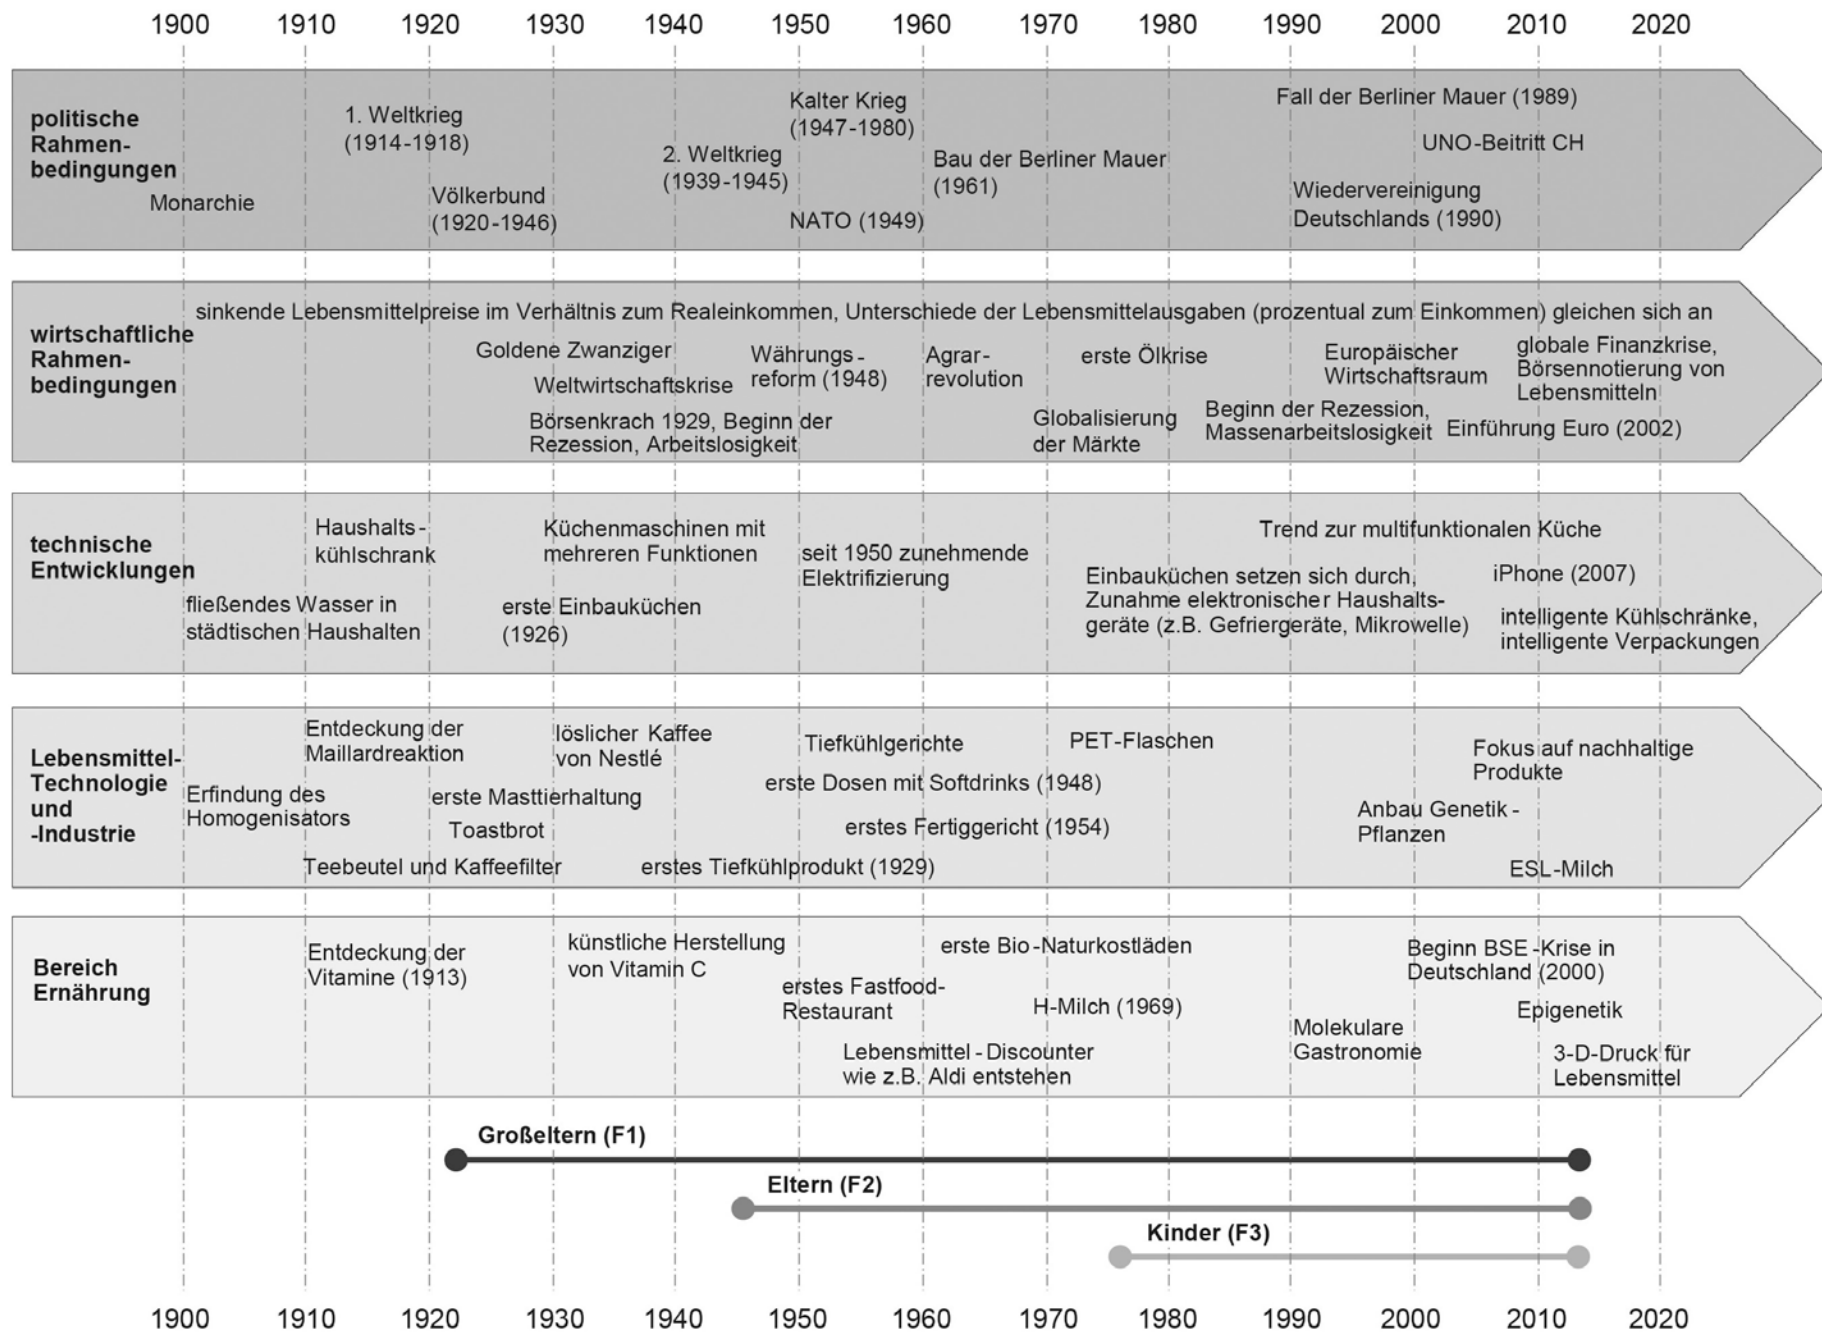 1900 1910 1920 1930 1940 1950 1960 1970 1980 1990 2000 2010 2020
politische
Rahmen-
bedingungen
Monarchie
1. Weltkrieg
(1914-1918)
Völkerbund
(1920-1946)
2. Weltkrieg
(1939-1945)
Kalter Krieg
(1947-1980)
NATO (1949)
Bau der Berliner Mauer
(1961)
Fall der Berliner Mauer (1989)
UNO-Beitritt CH
Wiedervereinigung
Deutschlands (1990)
wirtschaftliche
Rahmen-
bedingungen
sinkende Lebensmittelpreise im Verhältnis zum Realeinkommen, Unterschiede der Lebensmittelausgaben (prozentual zum Einkommen) gleichen sich an
Goldene Zwanziger
Weltwirtschaftskrise
Börsenkrach 1929, Beginn der
Rezession, Arbeitslosigkeit
Währungs-
reform (1948)
Agrar-
revolution
erste Ölkrise
Globalisierung
der Märkte
Europäischer
Wirtschaftsraum
Beginn der Rezession,
Massenarbeitslosigkeit
globale Finanzkrise,
Börsennotierung von
Lebensmitteln
Einführung Euro (2002)
technische
Entwicklungen
fließendes Wasser in
städtischen Haushalten
Haushalts-
kühlschrank
Küchenmaschinen mit
mehreren Funktionen
erste Einbauküchen
(1926)
seit 1950 zunehmende
Elektrifizierung
Trend zur multifunktionalen Küche
Einbauküchen setzen sich durch,
Zunahme elektronischer Haushalts-
geräte (z.B. Gefriergeräte, Mikrowelle)
iPhone (2007)
intelligente Kühlschränke,
intelligente Verpackungen
Lebensmittel-
Technologie
und
-Industrie
Entdeckung der
Maillardreaktion
Erfindung des
Homogenisators
Teebeutel und Kaffeefilter
löslicher Kaffee
von Nestlé
erste Masttierhaltung
Toastbrot
erstes Tiefkühlprodukt (1929)
Tiefkühlgerichte
erste Dosen mit Softdrinks (1948)
erstes Fertiggericht (1954)
PET-Flaschen
Fokus auf nachhaltige
Produkte
Anbau Genetik-
Pflanzen
ESL-Milch
Bereich
Ernährung
Entdeckung der
Vitamine (1913)
künstliche Herstellung
von Vitamin C
erstes Fastfood-
Restaurant
erste Bio-Naturkostläden
H-Milch (1969)
Lebensmittel-Discounter
wie z.B. Aldi entstehen
Beginn BSE-Krise in
Deutschland (2000)
Epigenetik
Molekulare
Gastronomie
3-D-Druck für
Lebensmittel
Großeltern (F1)
Eltern (F2)
Kinder (F3)
1900 1910 1920 1930 1940 1950 1960 1970 1980 1990 2000 2010 2020